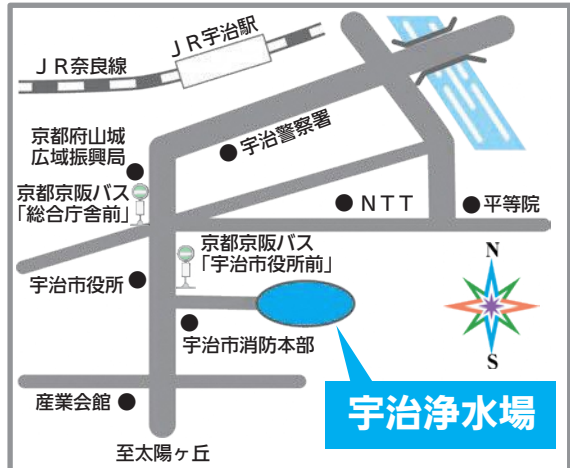 JR宇治駅
JR奈良線
宇治警察署
京都府山城
広域振興局
京都京阪バス
「総合庁舎前」
NTT
平等院
京都京阪バス
「宇治市役所前」
宇治市役所
N
S
宇治市消防本部
産業会館
宇治浄水場
至太陽ヶ丘